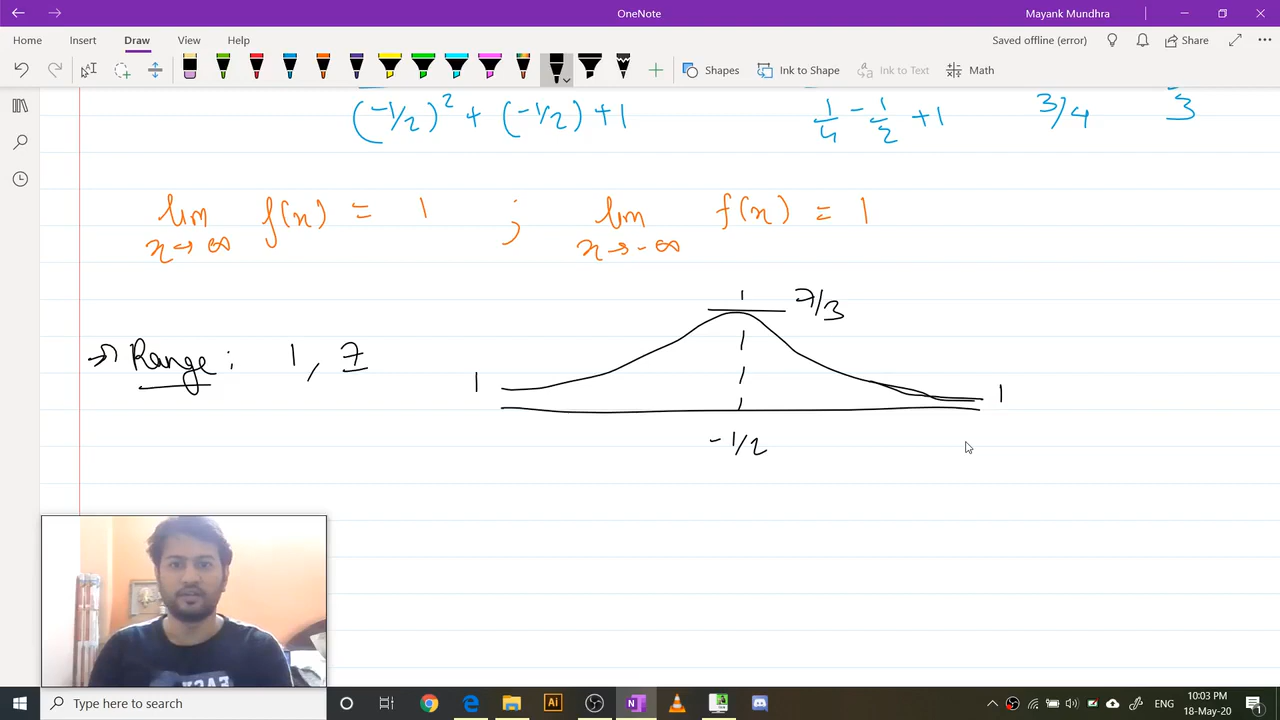 OneNote
Mayank Mundhra
Home Insert Draw View Help
Saved offline (error) Share
Shapes Ink to Shape Ink to Text Math
(-1/2)² + (-1/2) + 1 1/4 - 1/2 + 1 3/4 3
lim x→∞ f(x) = 1 ; lim x→-∞ f(x) = 1
7/3
→ Range : 1, 7
1 1
-1/2
Type here to search
ENG
10:03 PM
18-May-20